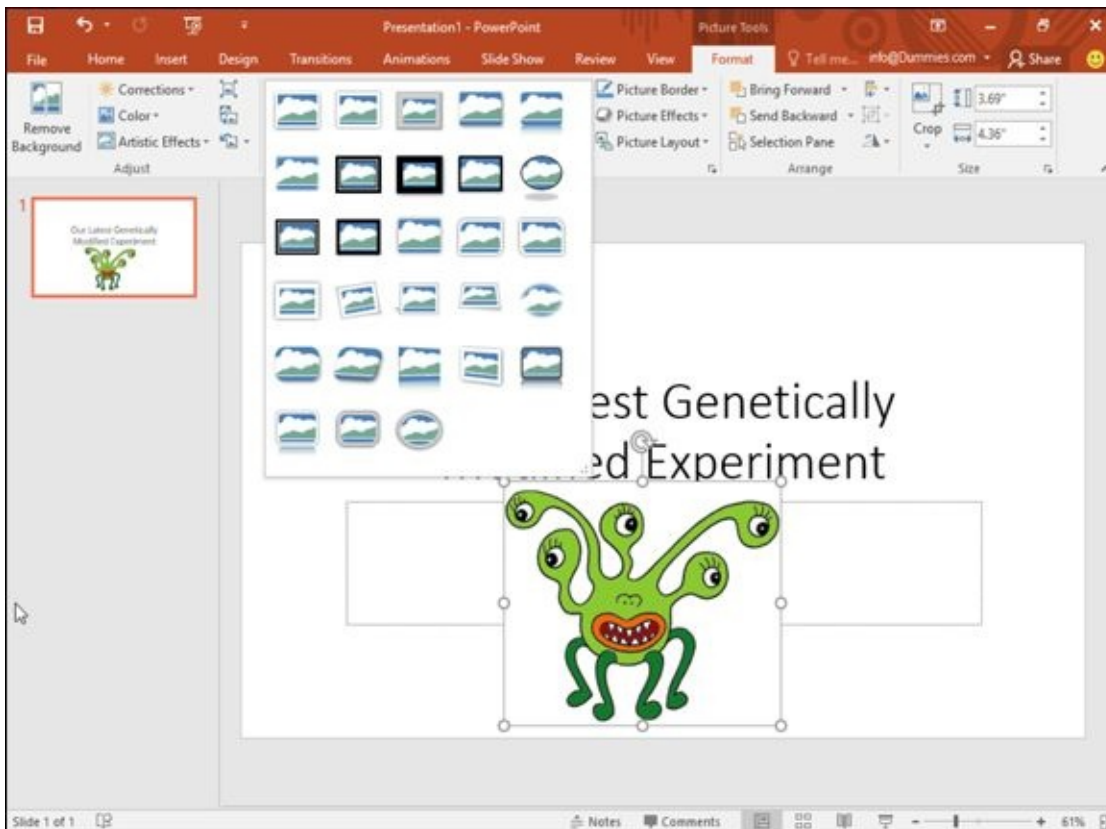 Presentation1 - PowerPoint
Picture Tools
File Home Insert Design Transitions Animations Slide Show Review View Format Tell me... info@Dummies.com Share
Remove Background
Corrections
Color
Artistic Effects
Adjust
Picture Border
Picture Effects
Picture Layout
Bring Forward
Send Backward
Selection Pane
Arrange
Crop
3.69"
4.36"
Size
1
Our Latest Genetically
Modified Experiment
est Genetically
ed Experiment
Slide 1 of 1
Notes Comments 61%